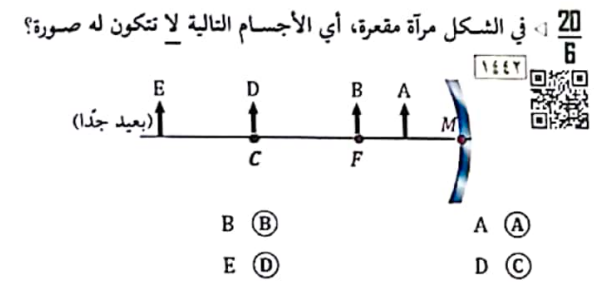 20/6 ◁ في الشكل مرآة مقعرة، أي الأجسام التالية لا تتكون له صورة؟
١٤٤٢
E D B A
(بعيد جدًا) M
C F
A Ⓐ B Ⓑ
D Ⓒ E Ⓓ